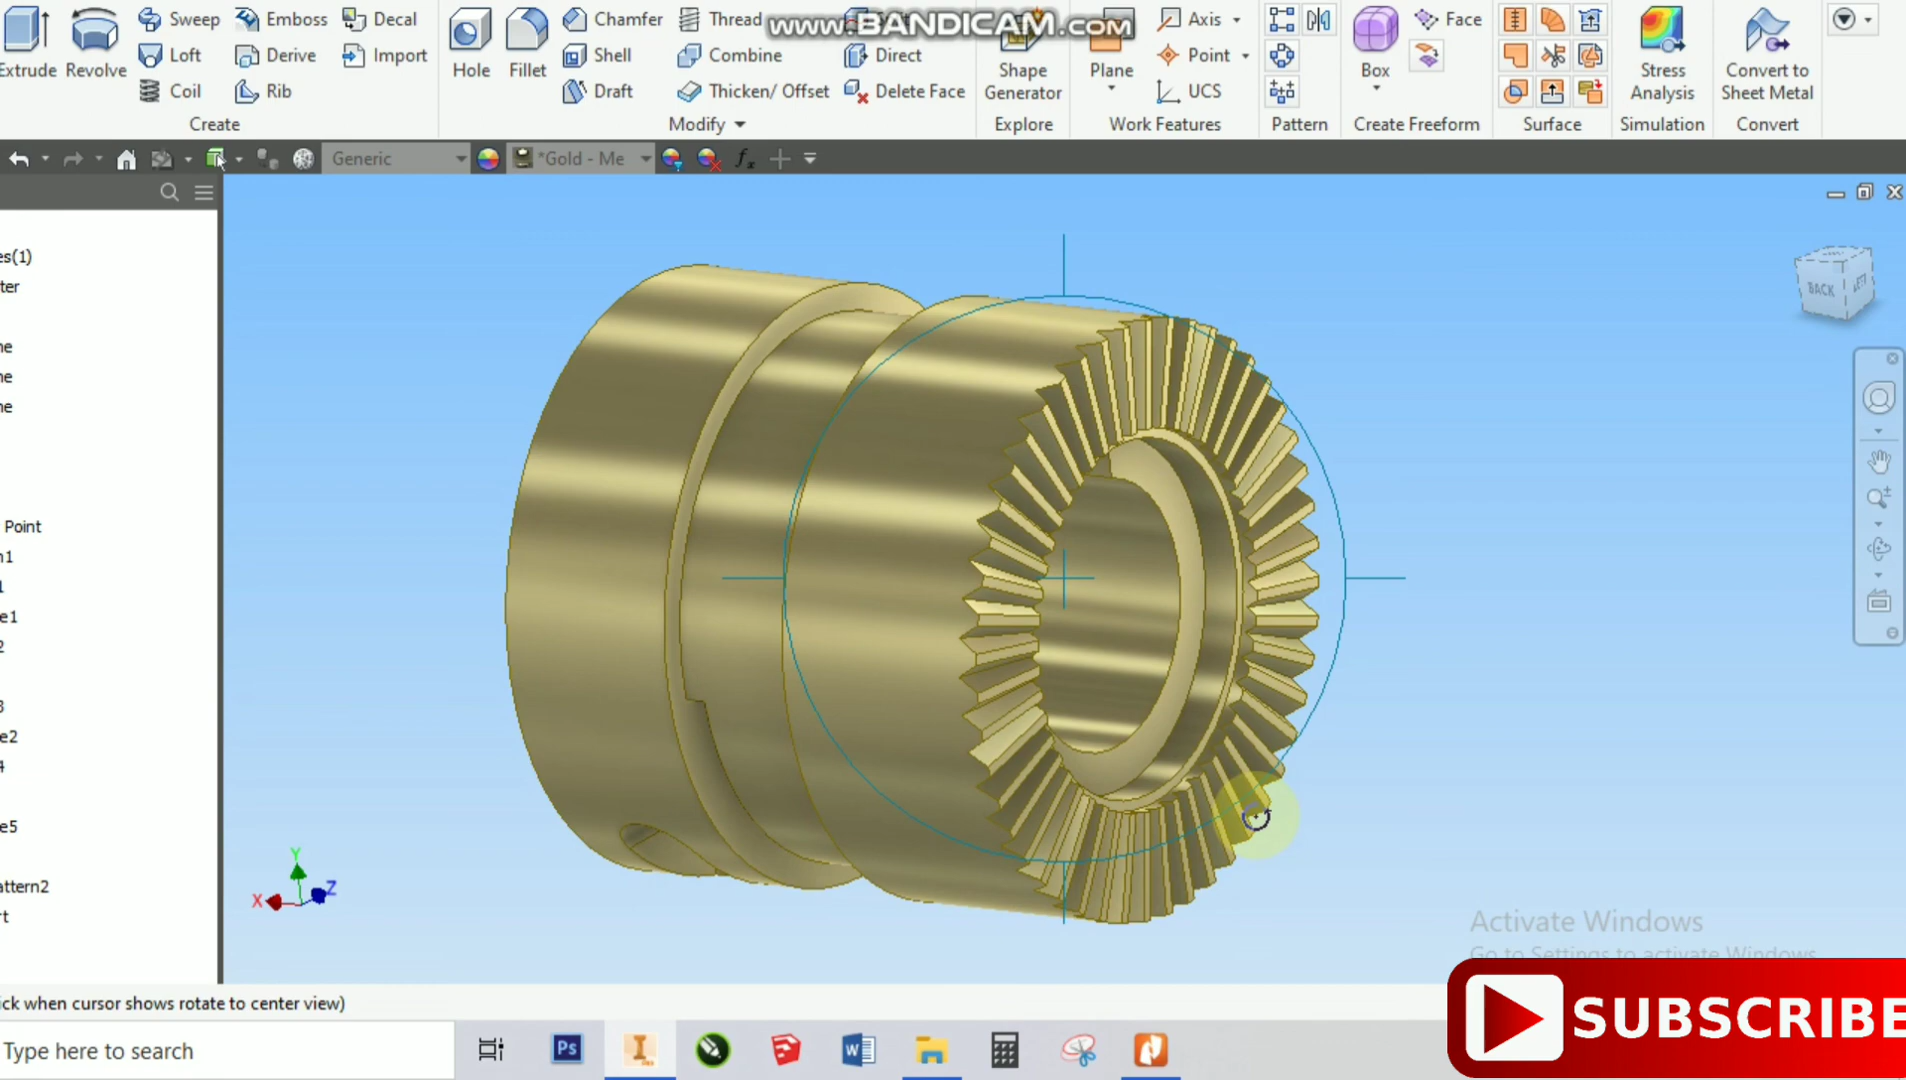 Sweep Emboss Decal Chamfer Thread www.BANDICAM.com Axis Face
Loft Derive Import Shell Combine Direct Point
Extrude Revolve Hole Fillet Shape Plane Box Stress Convert to
Coil Rib Draft Thicken/ Offset Delete Face Generator UCS Analysis Sheet Metal
Create Modify Explore Work Features Pattern Create Freeform Surface Simulation Convert
Generic *Gold - Me fx
es(1)
ter
ne
ne
ne
BACK LEFT
Point
n1
1
e1
2
3
e2
4
e5
attern2
rt
Y
X Z
Activate Windows
Go to Settings to activate Windows.
ick when cursor shows rotate to center view)
SUBSCRIBE
Type here to search Ps W